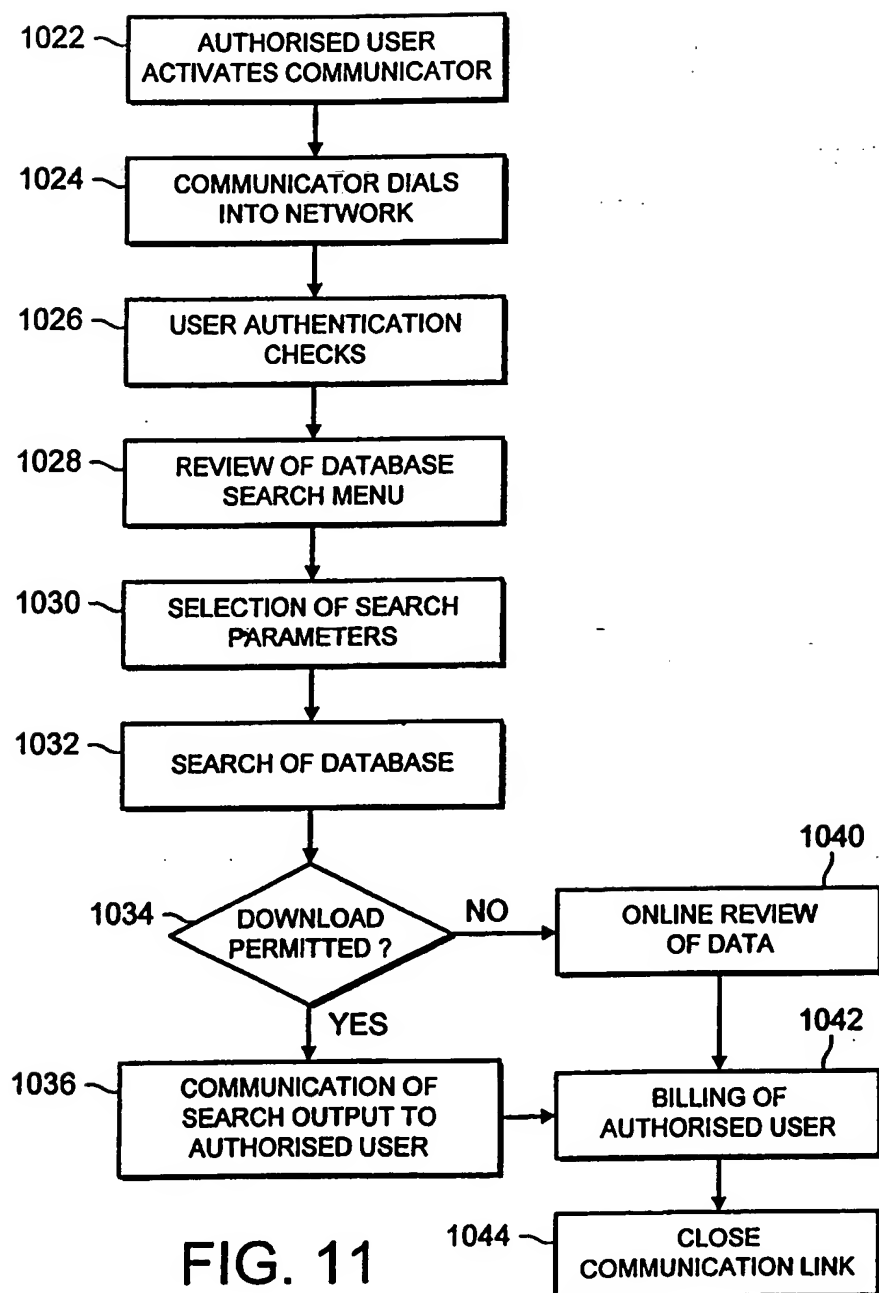 1022
AUTHORISED USER
ACTIVATES COMMUNICATOR
1024
COMMUNICATOR DIALS
INTO NETWORK
1026
USER AUTHENTICATION
CHECKS
1028
REVIEW OF DATABASE
SEARCH MENU
1030
SELECTION OF SEARCH
PARAMETERS
1032
SEARCH OF DATABASE
1034
DOWNLOAD
PERMITTED ?
NO
1040
ONLINE REVIEW
OF DATA
YES
1036
COMMUNICATION OF
SEARCH OUTPUT TO
AUTHORISED USER
1042
BILLING OF
AUTHORISED USER
1044
CLOSE
COMMUNICATION LINK
FIG. 11